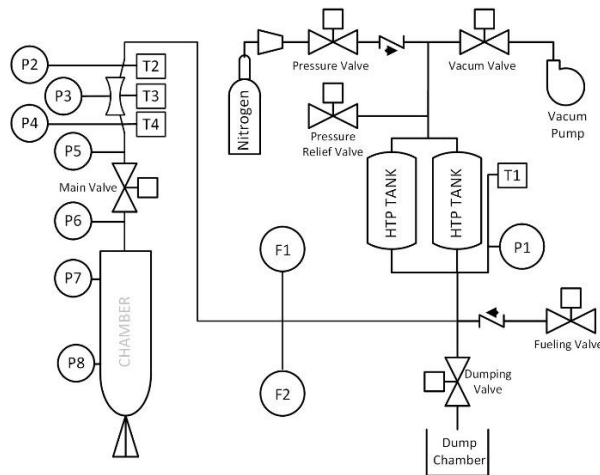 P2
T2
P3
T3
P4
T4
P5
Main Valve
P6
P7
CHAMBER
P8
Nitrogen
Pressure Valve
Vacum Valve
Vacum
Pump
Pressure
Relief Valve
HTP TANK
HTP TANK
T1
P1
F1
F2
Fueling Valve
Dumping
Valve
Dump
Chamber